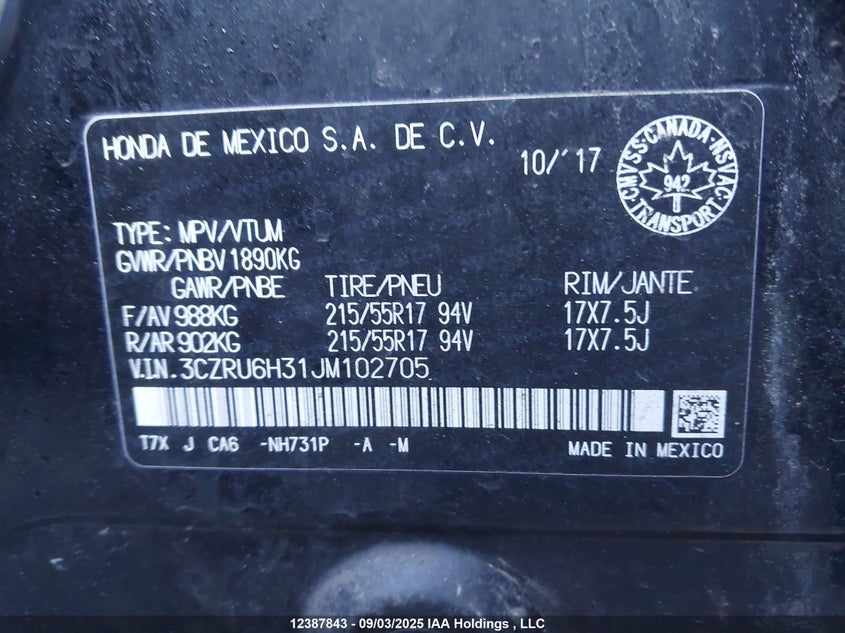 HONDA DE MEXICO S.A. DE C.V.
10/'17
CMVSS·CANADA·NSVAC·TRANSPORT
942
TYPE: MPV/VTUM
GVWR/PNBV 1890KG
GAWR/PNBE TIRE/PNEU RIM/JANTE
F/AV 988KG 215/55R17 94V 17X7.5J
R/AR 902KG 215/55R17 94V 17X7.5J
V.I.N. 3CZRU6H31JM102705
T7X J CA6 -NH731P -A -M MADE IN MEXICO
12387843 - 09/03/2025 IAA Holdings , LLC